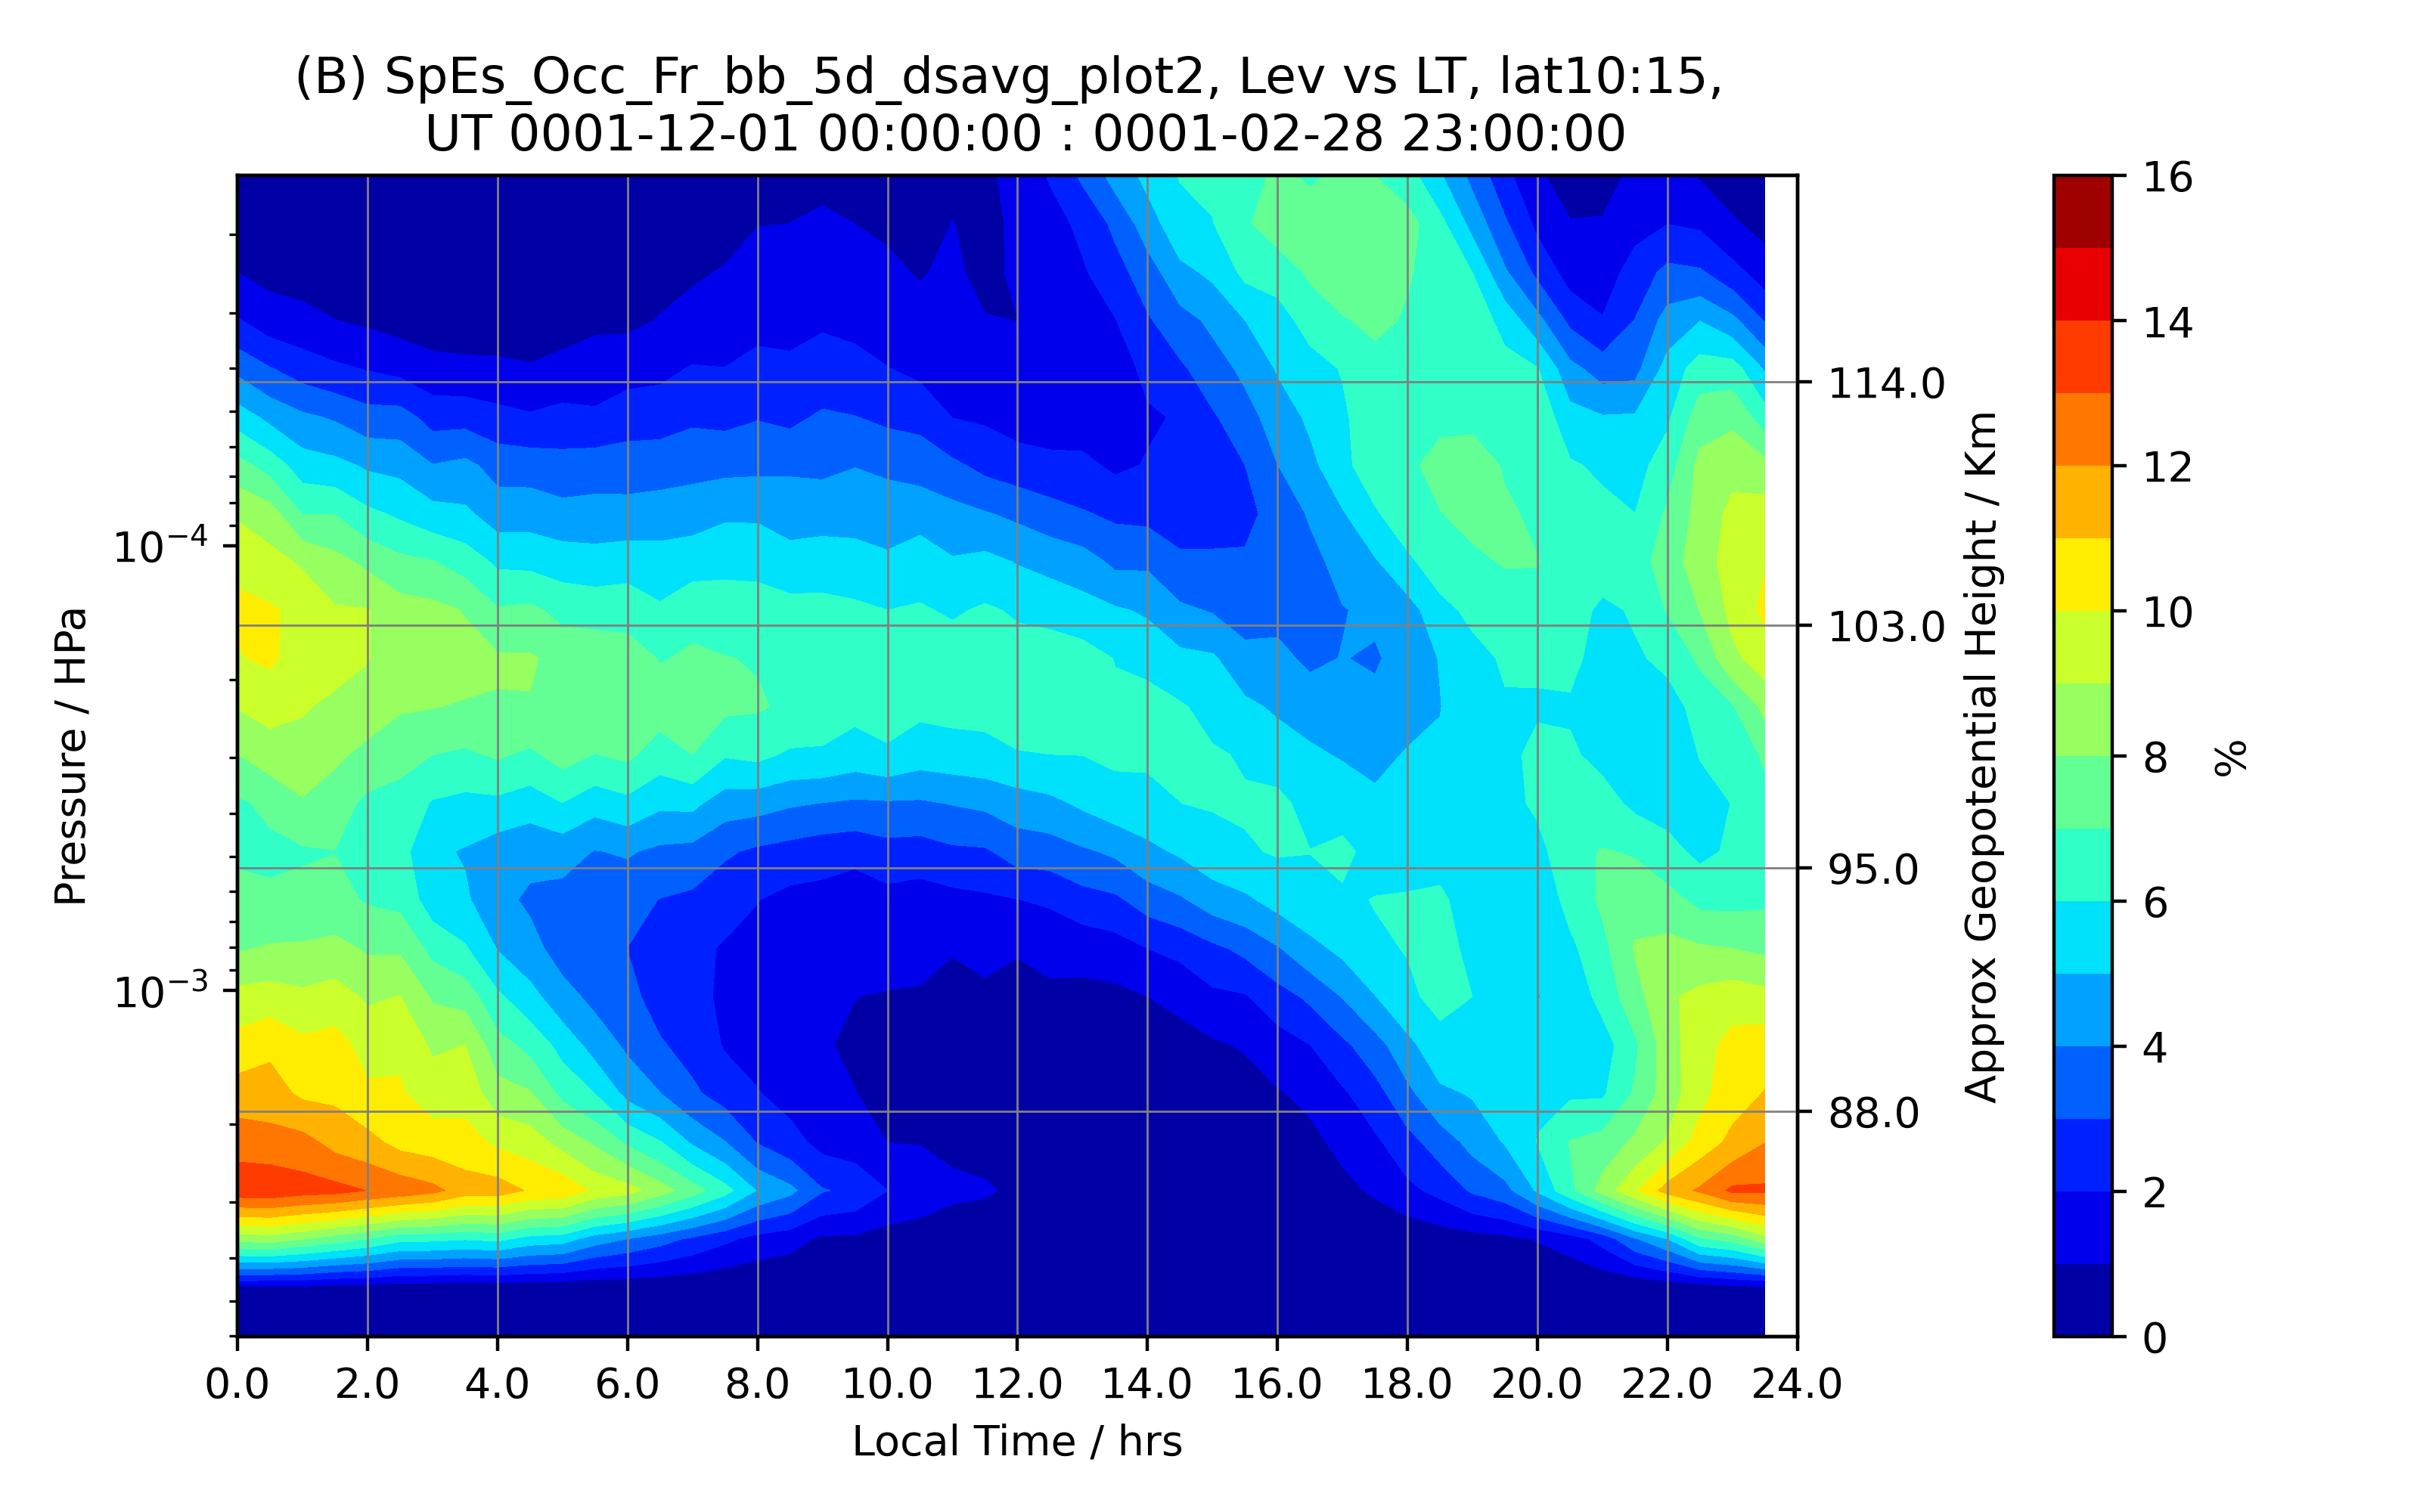 (B) SpEs_Occ_Fr_bb_5d_dsavg_plot2, Lev vs LT, lat10:15,
UT 0001-12-01 00:00:00 : 0001-02-28 23:00:00
Pressure / HPa
10⁻⁴
10⁻³
0.0 2.0 4.0 6.0 8.0 10.0 12.0 14.0 16.0 18.0 20.0 22.0 24.0
Local Time / hrs
114.0
103.0
95.0
88.0
Approx Geopotential Height / Km
16
14
12
10
8
6
4
2
0
%